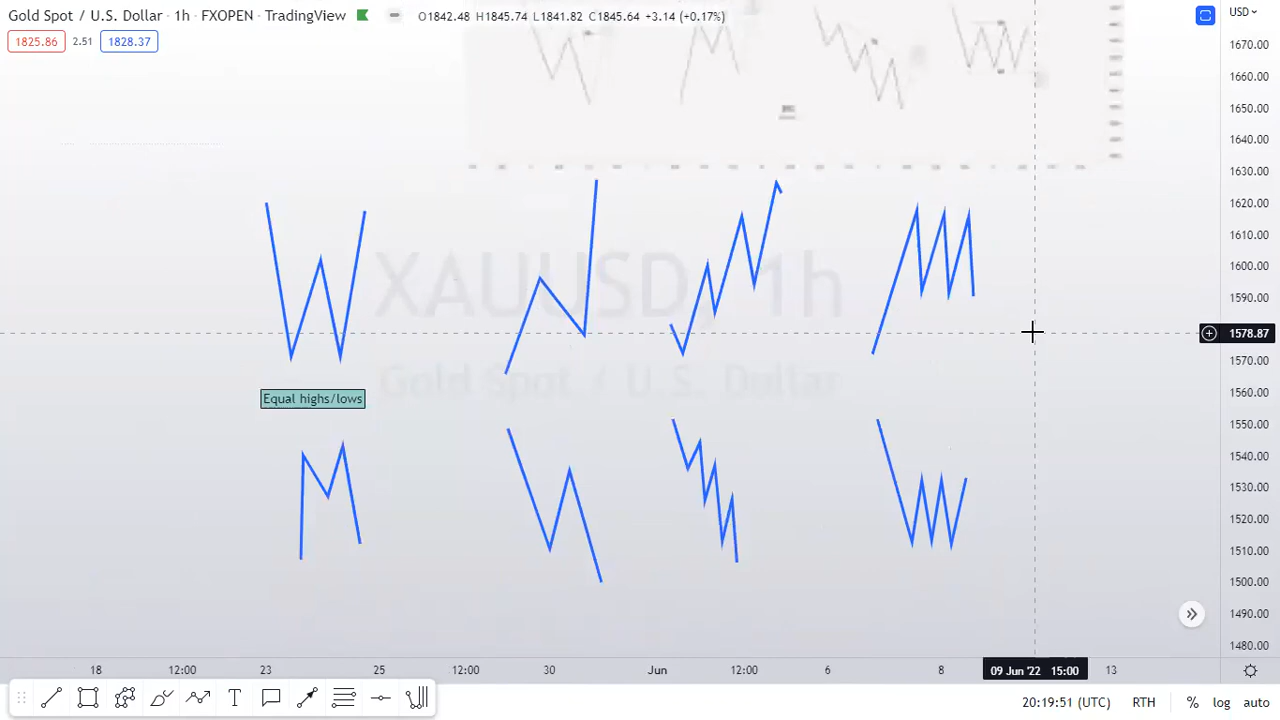 Gold Spot / U.S. Dollar · 1h · FXOPEN · TradingView
O1842.48 H1845.74 L1841.82 C1845.64 +3.14 (+0.17%)
USD
1825.86 2.51 1828.37
1670.00
1660.00
1650.00
1640.00
1630.00
1620.00
1610.00
1600.00
1590.00
1578.87
1570.00
1560.00
1550.00
1540.00
1530.00
1520.00
1510.00
1500.00
1490.00
1480.00
XAUUSD, 1h
Gold Spot / U.S. Dollar
Equal highs/lows
18 12:00 23 25 12:00 30 Jun 12:00 6 8 09 Jun '22 15:00 13
T
20:19:51 (UTC) RTH % log auto